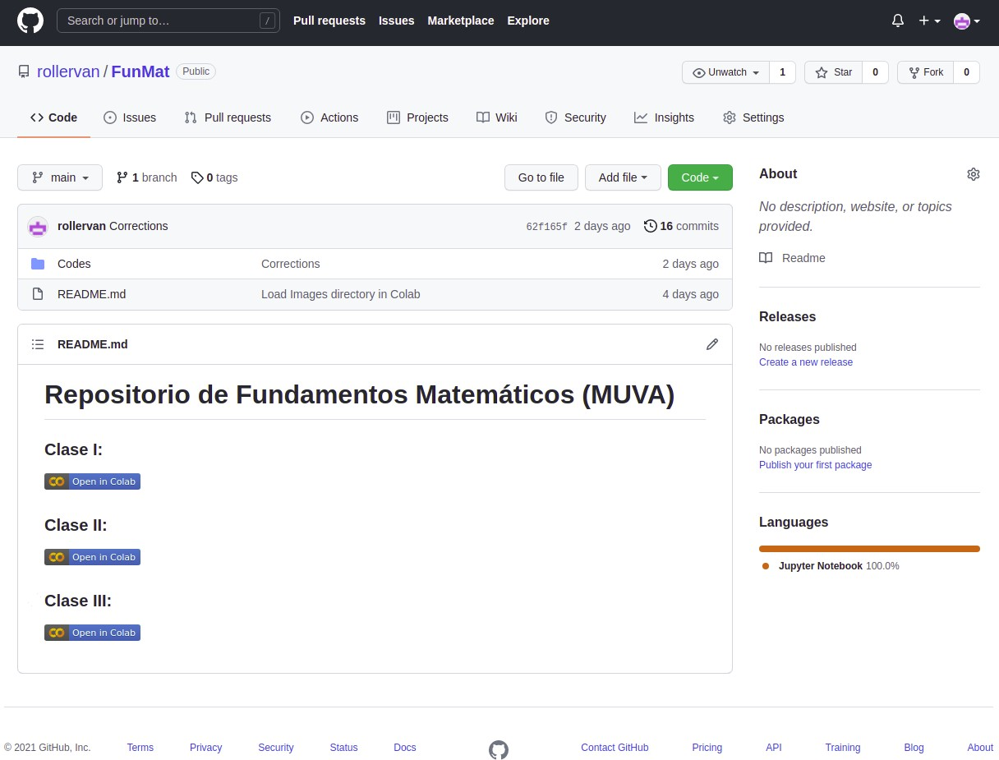 Search or jump to… /
Pull requests Issues Marketplace Explore
rollervan / FunMat Public
Unwatch 1 Star 0 Fork 0
Code Issues Pull requests Actions Projects Wiki Security Insights Settings
main 1 branch 0 tags Go to file Add file Code
rollervan Corrections 62f165f 2 days ago 16 commits
Codes Corrections 2 days ago
README.md Load Images directory in Colab 4 days ago
README.md
Repositorio de Fundamentos Matemáticos (MUVA)
Clase I:
Open in Colab
Clase II:
Open in Colab
Clase III:
Open in Colab
About
No description, website, or topics
provided.
Readme
Releases
No releases published
Create a new release
Packages
No packages published
Publish your first package
Languages
Jupyter Notebook 100.0%
© 2021 GitHub, Inc. Terms Privacy Security Status Docs Contact GitHub Pricing API Training Blog About